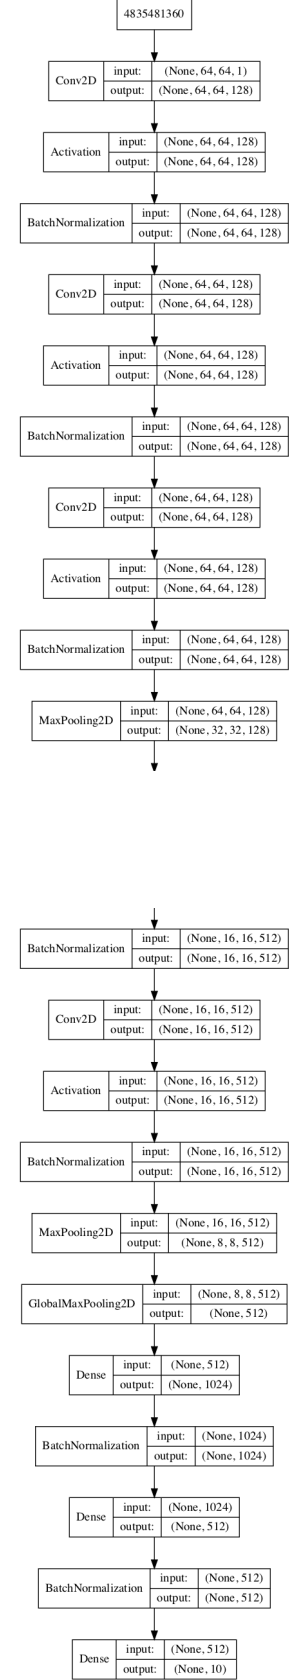 4835481360
Conv2D input: (None, 64, 64, 1)
output: (None, 64, 64, 128)
Activation input: (None, 64, 64, 128)
output: (None, 64, 64, 128)
BatchNormalization input: (None, 64, 64, 128)
output: (None, 64, 64, 128)
Conv2D input: (None, 64, 64, 128)
output: (None, 64, 64, 128)
Activation input: (None, 64, 64, 128)
output: (None, 64, 64, 128)
BatchNormalization input: (None, 64, 64, 128)
output: (None, 64, 64, 128)
Conv2D input: (None, 64, 64, 128)
output: (None, 64, 64, 128)
Activation input: (None, 64, 64, 128)
output: (None, 64, 64, 128)
BatchNormalization input: (None, 64, 64, 128)
output: (None, 64, 64, 128)
MaxPooling2D input: (None, 64, 64, 128)
output: (None, 32, 32, 128)
BatchNormalization input: (None, 16, 16, 512)
output: (None, 16, 16, 512)
Conv2D input: (None, 16, 16, 512)
output: (None, 16, 16, 512)
Activation input: (None, 16, 16, 512)
output: (None, 16, 16, 512)
BatchNormalization input: (None, 16, 16, 512)
output: (None, 16, 16, 512)
MaxPooling2D input: (None, 16, 16, 512)
output: (None, 8, 8, 512)
GlobalMaxPooling2D input: (None, 8, 8, 512)
output: (None, 512)
Dense input: (None, 512)
output: (None, 1024)
BatchNormalization input: (None, 1024)
output: (None, 1024)
Dense input: (None, 1024)
output: (None, 512)
BatchNormalization input: (None, 512)
output: (None, 512)
Dense input: (None, 512)
output: (None, 10)